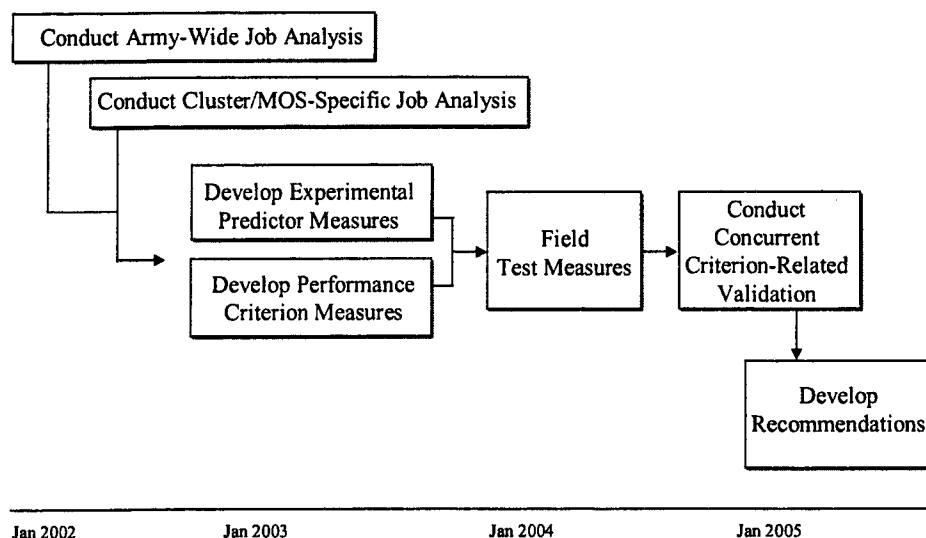 Conduct Army-Wide Job Analysis
Conduct Cluster/MOS-Specific Job Analysis
Develop Experimental
Predictor Measures
Develop Performance
Criterion Measures
Field
Test Measures
Conduct
Concurrent
Criterion-Related
Validation
Develop
Recommendations
Jan 2002
Jan 2003
Jan 2004
Jan 2005